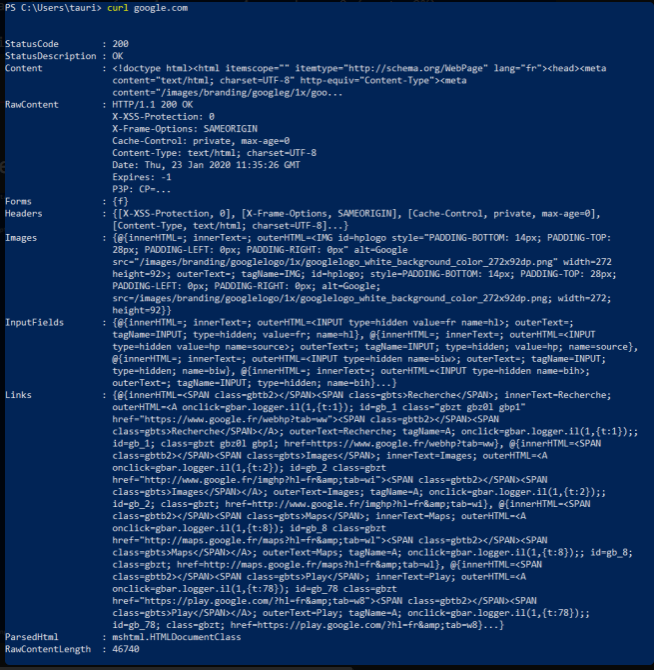 PS C:\Users\tauri> curl google.com
StatusCode        : 200
StatusDescription : OK
Content           : <!doctype html><html itemscope="" itemtype="http://schema.org/WebPage" lang="fr"><head><meta
content="text/html; charset=UTF-8" http-equiv="Content-Type"><meta
content="/images/branding/googleg/1x/goo...
RawContent        : HTTP/1.1 200 OK
X-XSS-Protection: 0
X-Frame-Options: SAMEORIGIN
Cache-Control: private, max-age=0
Content-Type: text/html; charset=UTF-8
Date: Thu, 23 Jan 2020 11:35:26 GMT
Expires: -1
P3P: CP=...
Forms             : {f}
Headers           : {[X-XSS-Protection, 0], [X-Frame-Options, SAMEORIGIN], [Cache-Control, private, max-age=0],
[Content-Type, text/html; charset=UTF-8]...}
Images            : {@{innerHTML=; innerText=; outerHTML=<IMG id=hplogo style="PADDING-BOTTOM: 14px; PADDING-TOP:
28px; PADDING-LEFT: 0px; PADDING-RIGHT: 0px" alt=Google
src="/images/branding/googlelogo/1x/googlelogo_white_background_color_272x92dp.png" width=272
height=92>; outerText=; tagName=IMG; id=hplogo; style=PADDING-BOTTOM: 14px; PADDING-TOP: 28px;
PADDING-LEFT: 0px; PADDING-RIGHT: 0px; alt=Google;
src=/images/branding/googlelogo/1x/googlelogo_white_background_color_272x92dp.png; width=272;
height=92}}
InputFields       : {@{innerHTML=; innerText=; outerHTML=<INPUT type=hidden value=fr name=hl>; outerText=;
tagName=INPUT; type=hidden; value=fr; name=hl}, @{innerHTML=; innerText=; outerHTML=<INPUT
type=hidden value=hp name=source>; outerText=; tagName=INPUT; type=hidden; value=hp; name=source},
@{innerHTML=; innerText=; outerHTML=<INPUT type=hidden name=biw>; outerText=; tagName=INPUT;
type=hidden; name=biw}, @{innerHTML=; innerText=; outerHTML=<INPUT type=hidden name=bih>;
outerText=; tagName=INPUT; type=hidden; name=bih}...}
Links             : {@{innerHTML=<SPAN class=gbtb2></SPAN><SPAN class=gbts>Recherche</SPAN>; innerText=Recherche;
outerHTML=<A onclick=gbar.logger.il(1,{t:1}); id=gb_1 class="gbzt gbz0l gbp1"
href="https://www.google.fr/webhp?tab=ww"><SPAN class=gbtb2></SPAN><SPAN
class=gbts>Recherche</SPAN></A>; outerText=Recherche; tagName=A; onclick=gbar.logger.il(1,{t:1});;
id=gb_1; class=gbzt gbz0l gbp1; href=https://www.google.fr/webhp?tab=ww}, @{innerHTML=<SPAN
class=gbtb2></SPAN><SPAN class=gbts>Images</SPAN>; innerText=Images; outerHTML=<A
onclick=gbar.logger.il(1,{t:2}); id=gb_2 class=gbzt
href="http://www.google.fr/imghp?hl=fr&amp;tab=wi"><SPAN class=gbtb2></SPAN><SPAN
class=gbts>Images</SPAN></A>; outerText=Images; tagName=A; onclick=gbar.logger.il(1,{t:2});;
id=gb_2; class=gbzt; href=http://www.google.fr/imghp?hl=fr&amp;tab=wi}, @{innerHTML=<SPAN
class=gbtb2></SPAN><SPAN class=gbts>Maps</SPAN>; innerText=Maps; outerHTML=<A
onclick=gbar.logger.il(1,{t:8}); id=gb_8 class=gbzt
href="http://maps.google.fr/maps?hl=fr&amp;tab=wl"><SPAN class=gbtb2></SPAN><SPAN
class=gbts>Maps</SPAN></A>; outerText=Maps; tagName=A; onclick=gbar.logger.il(1,{t:8});; id=gb_8;
class=gbzt; href=http://maps.google.fr/maps?hl=fr&amp;tab=wl}, @{innerHTML=<SPAN
class=gbtb2></SPAN><SPAN class=gbts>Play</SPAN>; innerText=Play; outerHTML=<A
onclick=gbar.logger.il(1,{t:78}); id=gb_78 class=gbzt
href="https://play.google.com/?hl=fr&amp;tab=w8"><SPAN class=gbtb2></SPAN><SPAN
class=gbts>Play</SPAN></A>; outerText=Play; tagName=A; onclick=gbar.logger.il(1,{t:78});;
id=gb_78; class=gbzt; href=https://play.google.com/?hl=fr&amp;tab=w8}...}
ParsedHtml        : mshtml.HTMLDocumentClass
RawContentLength  : 46740